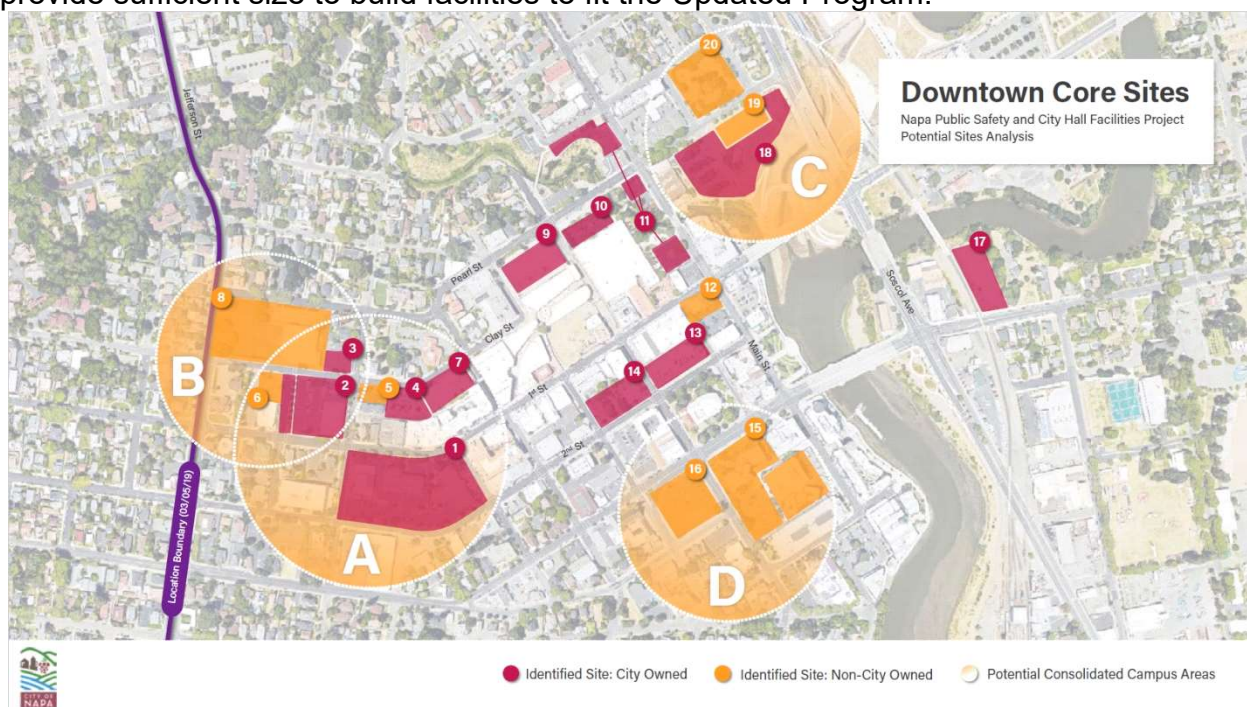 provide sufficient size to build facilities to fit the Updated Program.
Downtown Core Sites
Napa Public Safety and City Hall Facilities Project
Potential Sites Analysis
Jefferson St
20
19
18
C
10
11
9
17
Pearl St
Soscol Ave
8
12
Clay St
13
3
7
Main St
B
2
5
4
14
1st St
6
2nd St
1
15
16
Location Boundary (03/05/19)
A
D
CITY OF
NAPA
Identified Site: City Owned
Identified Site: Non-City Owned
Potential Consolidated Campus Areas